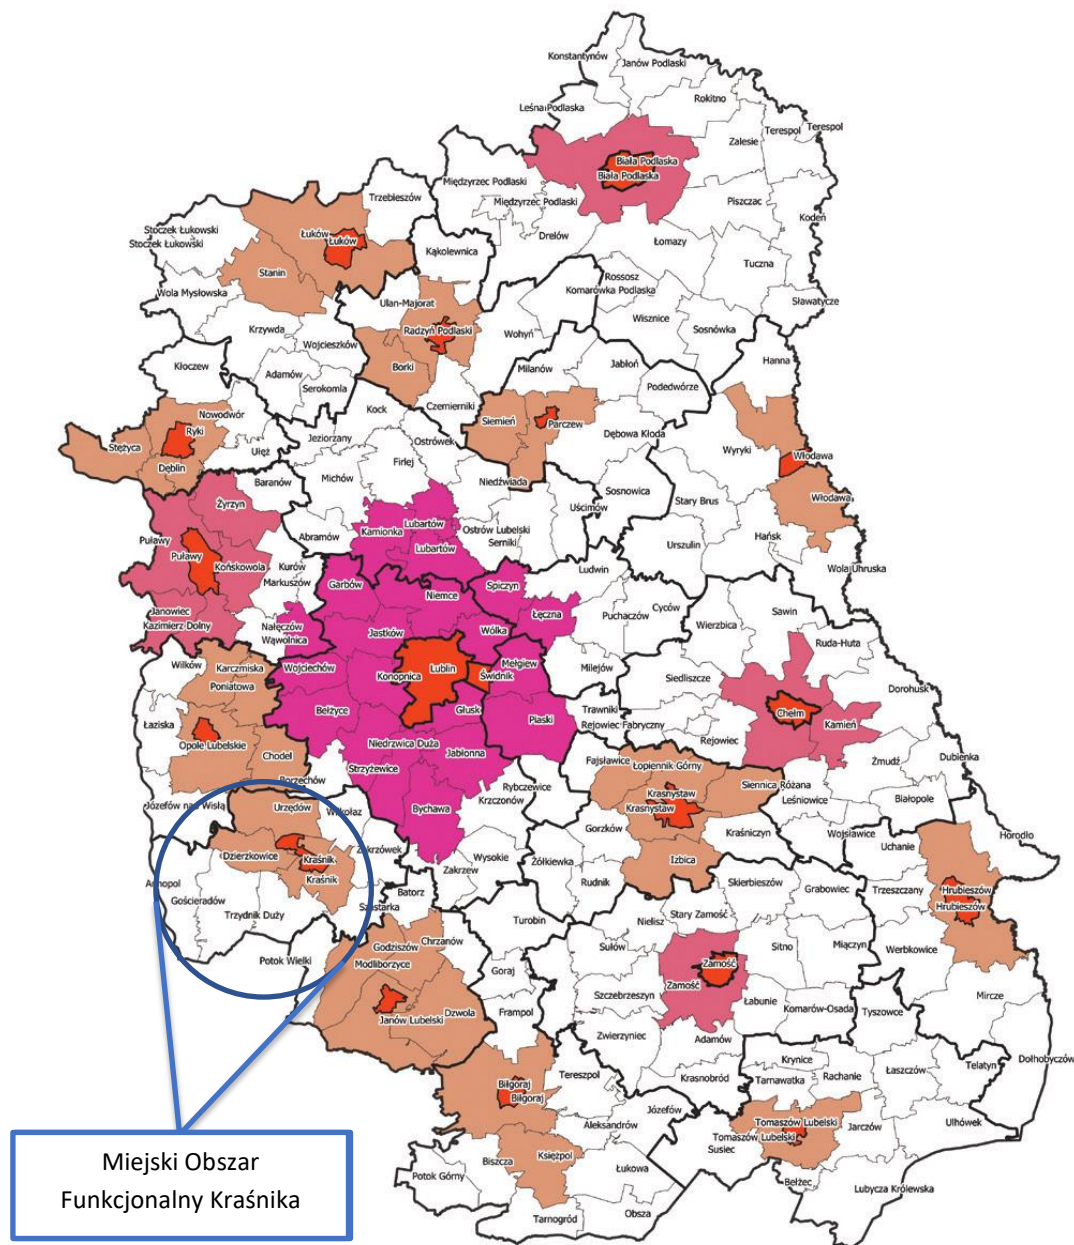 Konstantynów
Janów Podlaski
Rokitno
Leśna Podlaska
Terespol
Terespol
Zalesie
Biała Podlaska
Biała Podlaska
Międzyrzec Podlaski
Trzebieszów
Międzyrzec Podlaski
Piszczac
Kodeń
Stoczek Łukowski
Stoczek Łukowski
Łuków
Łuków
Drelów
Łomazy
Kąkolewnica
Stanin
Tuczna
Rossosz
Komarówka Podlaska
Wola Mysłowska
Sławatycze
Ulan-Majorat
Wisznice
Krzywda
Radzyń Podlaski
Wohyń
Sosnówka
Wojcieszków
Hanna
Kłoczew
Borki
Milanów
Jabłoń
Adamów
Serokomla
Podedwórze
Czemierniki
Kock
Nowodwór
Siemień
Parczew
Ryki
Jeziorzany
Ostrówek
Dębowa Kłoda
Stężyca
Ułęż
Wyryki
Włodawa
Dęblin
Firlej
Baranów
Michów
Niedźwiada
Sosnowica
Stary Brus
Włodawa
Żyrzyn
Uścimów
Kamionka
Lubartów
Ostrów Lubelski
Serniki
Abramów
Puławy
Hańsk
Urszulin
Lubartów
Puławy
Końskowola
Kurów
Markuszów
Wola Uhruska
Ludwin
Garbów
Spiczyn
Niemce
Cyców
Janowiec
Łęczna
Puchaczów
Sawin
Kazimierz Dolny
Nałęczów
Wąwolnica
Wierzbica
Jastków
Wólka
Ruda-Huta
Wilków
Karczmiska
Wojciechów
Lublin
Mełgiew
Milejów
Konopnica
Świdnik
Siedliszcze
Poniatowa
Dorohusk
Bełżyce
Głusk
Trawniki
Chełm
Łaziska
Piaski
Rejowiec Fabryczny
Kamień
Opole Lubelskie
Niedrzwica Duża
Jabłonna
Rejowiec
Chodel
Fajsławice
Łopiennik Górny
Żmudź
Dubienka
Strzyżewice
Borzechów
Siennica Różana
Rybczewice
Krzczonów
Józefów nad Wisłą
Urzędów
Wilkołaz
Bychawa
Krasnystaw
Krasnystaw
Leśniowice
Białopole
Horodło
Gorzków
Kraśniczyn
Wojsławice
Uchanie
Dzierzkowice
Kraśnik
Zakrzówek
Wysokie
Żółkiewka
Izbica
Kraśnik
Zakrzew
Rudnik
Skierbieszów
Annopol
Batorz
Grabowiec
Trzeszczany
Hrubieszów
Hrubieszów
Gościeradów
Szastarka
Trzydnik Duży
Turobin
Nielisz
Stary Zamość
Chrzanów
Godziszów
Sułów
Sitno
Miączyn
Werbkowice
Potok Wielki
Modliborzyce
Goraj
Zamość
Szczebrzeszyn
Zamość
Mircze
Janów Lubelski
Dzwola
Frampol
Łabunie
Komarów-Osada
Tyszowce
Zwierzyniec
Adamów
Dołhobyczów
Krynice
Tereszpol
Telatyn
Biłgoraj
Biłgoraj
Krasnobród
Tarnawatka
Rachanie
Łaszczów
Józefów
Aleksandrów
Tomaszów Lubelski
Ulhówek
Tomaszów Lubelski
Jarczów
Susiec
Księżpol
Biszcza
Łukowa
Potok Górny
Bełżec
Lubycza Królewska
Obsza
Tarnogród
Miejski Obszar
Funkcjonalny Kraśnika